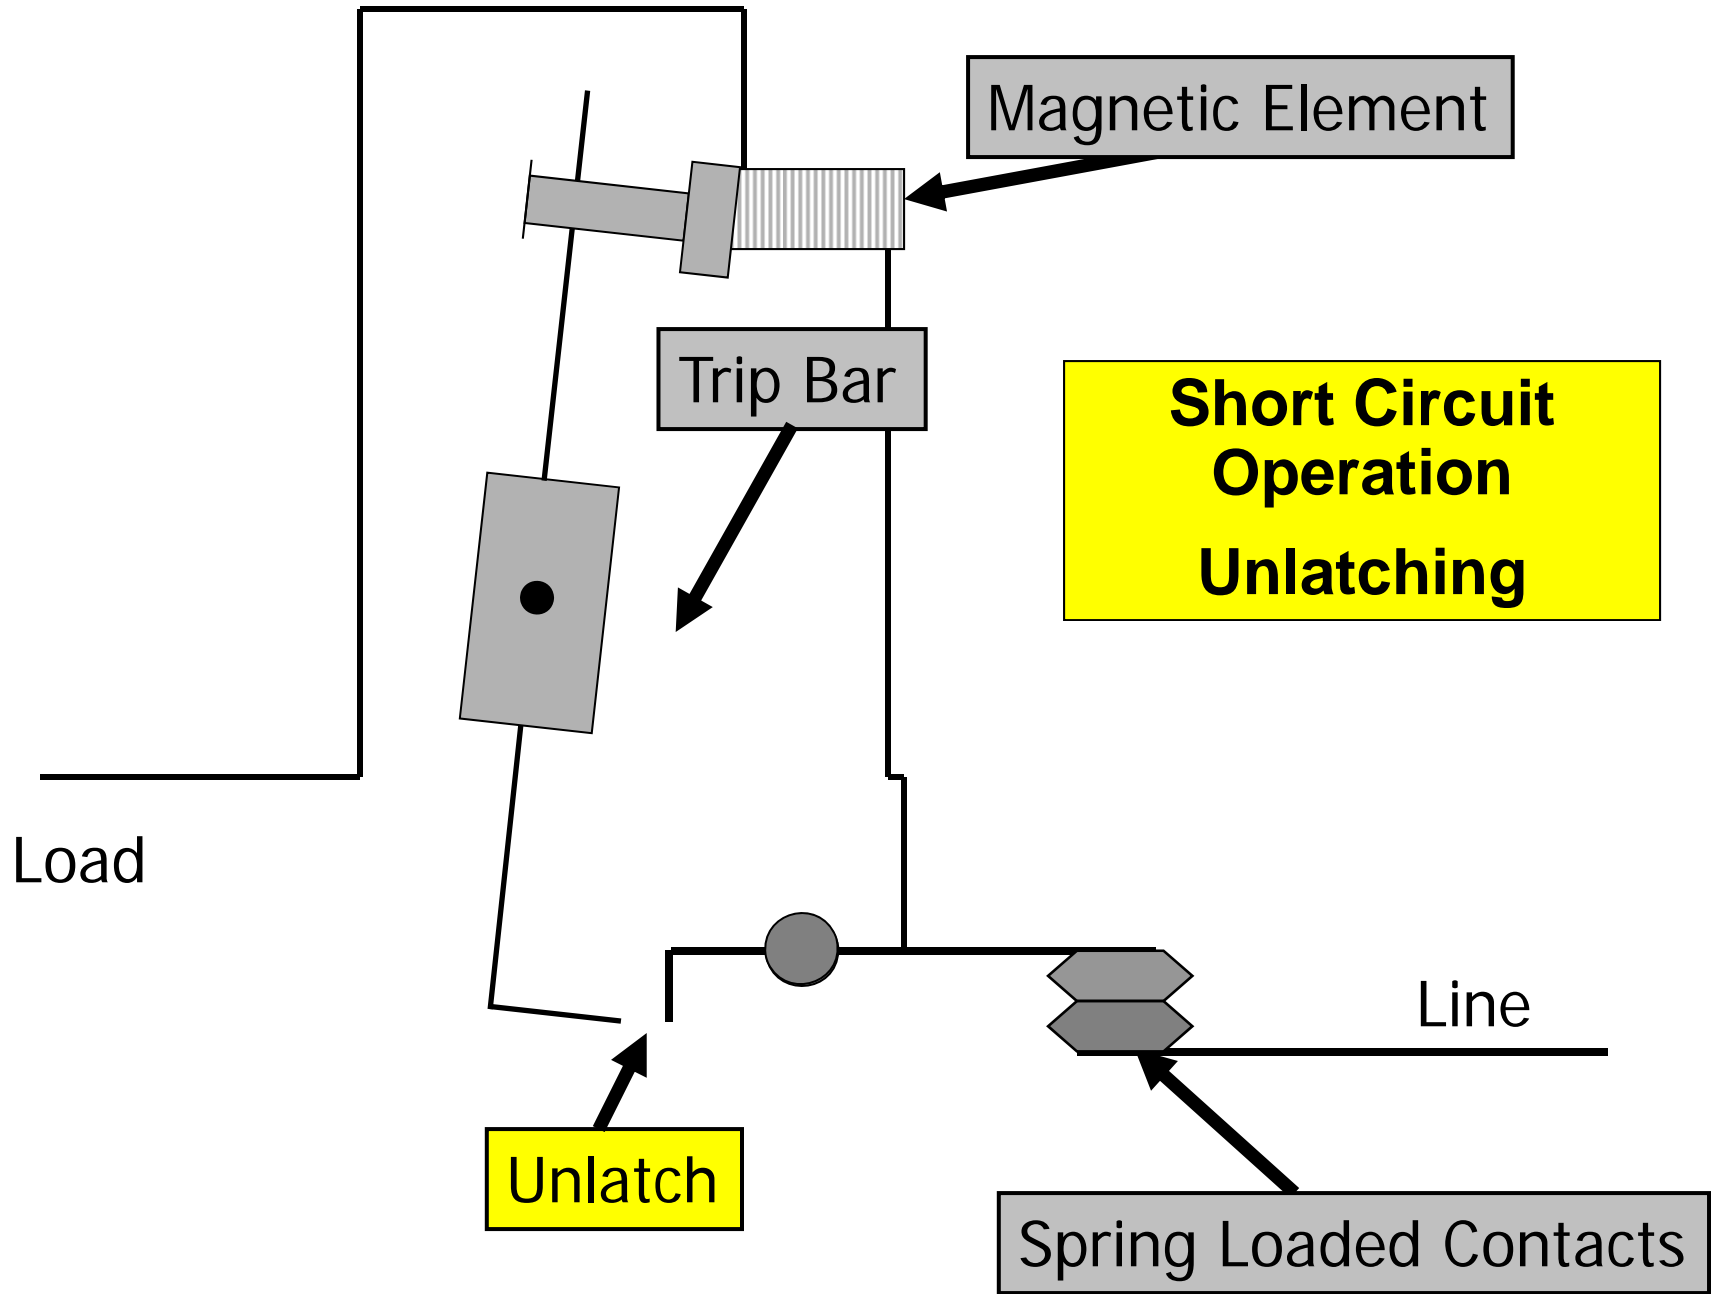 Magnetic Element
Trip Bar
Short Circuit
Operation
Unlatching
Load
Line
Unlatch
Spring Loaded Contacts